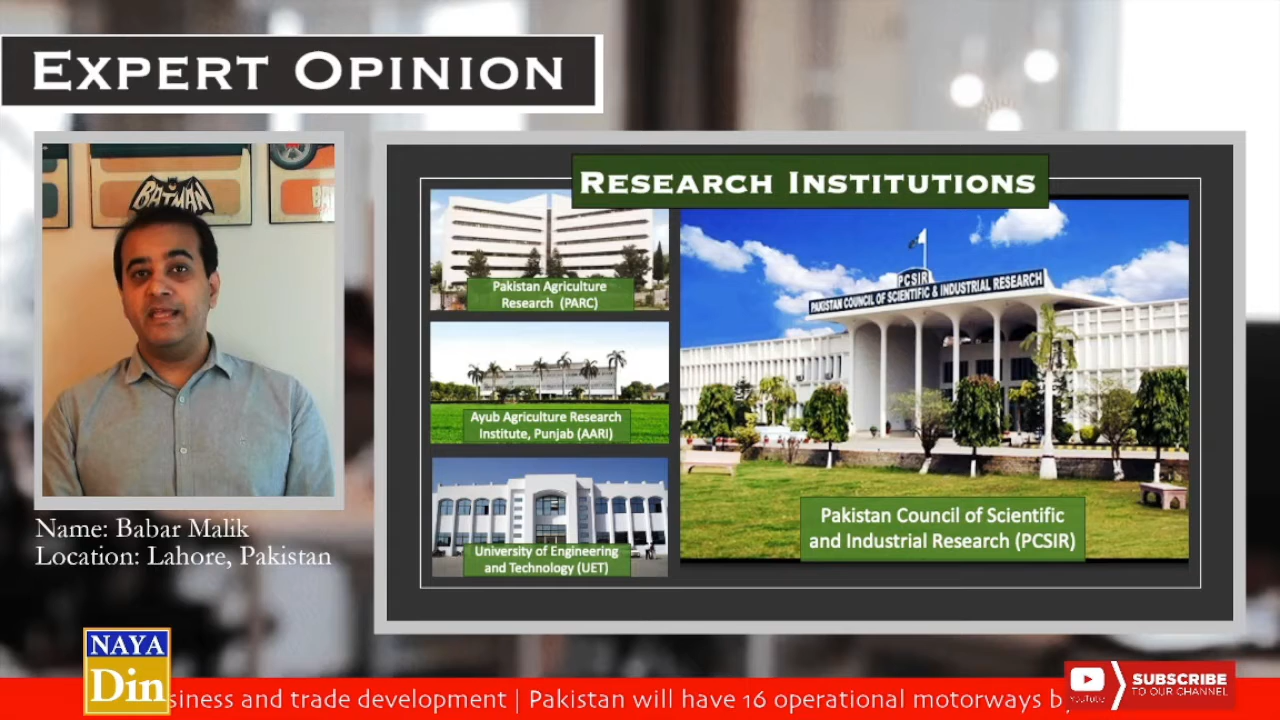 EXPERT OPINION
BATMAN
BA
RESEARCH INSTITUTIONS
Pakistan Agriculture
Research (PARC)
Ayub Agriculture Research
Institute, Punjab (AARI)
University of Engineering
and Technology (UET)
PCSIR
PAKISTAN COUNCIL OF SCIENTIFIC & INDUSTRIAL RESEARCH
Pakistan Council of Scientific
and Industrial Research (PCSIR)
Name: Babar Malik
Location: Lahore, Pakistan
NAYA
Din
siness and trade development | Pakistan will have 16 operational motorways b
YouTube
SUBSCRIBE
TO OUR CHANNEL